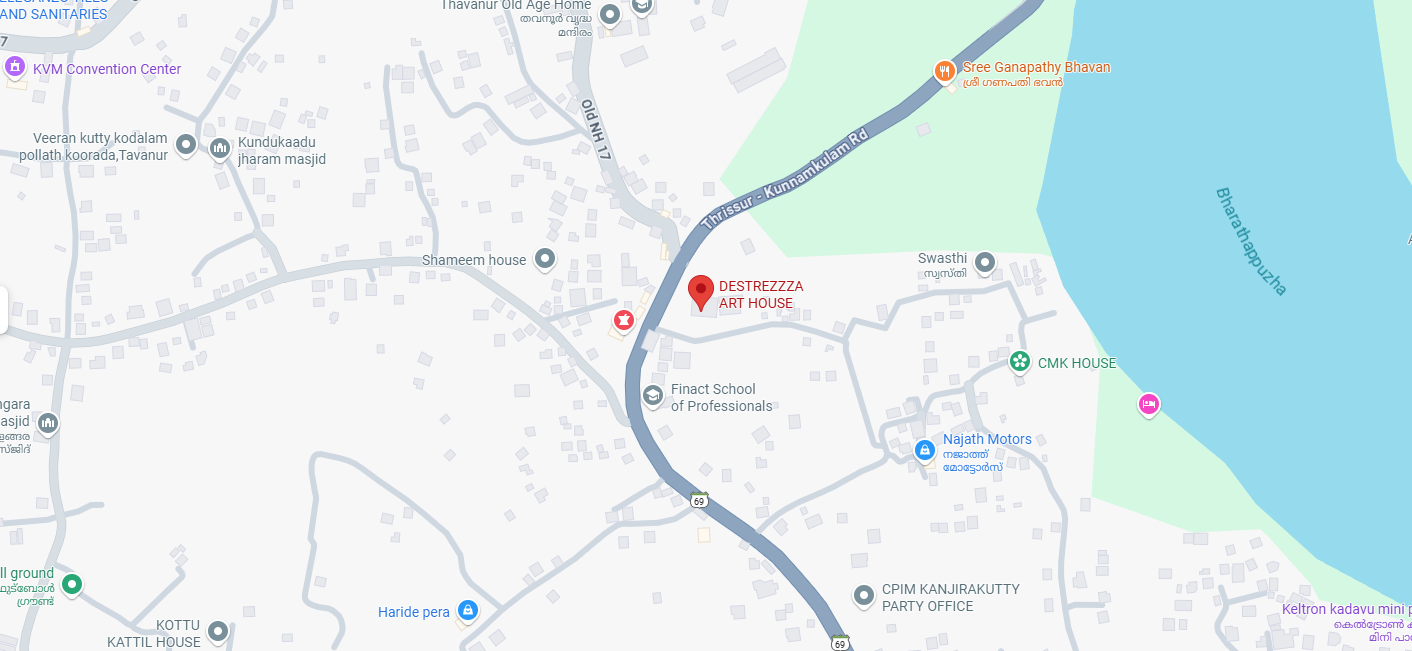 AND SANITARIES
Thavanur Old Age Home
തവനൂർ വൃദ്ധ
മന്ദിരം
7
KVM Convention Center
Sree Ganapathy Bhavan
ശ്രീ ഗണപതി ഭവൻ
Old NH 17
Veeran kutty kodalam
pollath koorada,Tavanur
Kundukaadu
jharam masjid
Thrissur - Kunnamkulam Rd
Bharathappuzha
Shameem house
Swasthi
സ്വസ്തി
DESTREZZZA
ART HOUSE
CMK HOUSE
Finact School
of Professionals
ngara
asjid
Najath Motors
നജാത്ത്
മോട്ടോർസ്
69
ll ground
ഫുട്ബോൾ
ഗ്രൗണ്ട്
CPIM KANJIRAKUTTY
PARTY OFFICE
Haride pera
Keltron kadavu mini p
കെൽട്രോൺ ക
മിനി പാ
KOTTU
KATTIL HOUSE
69